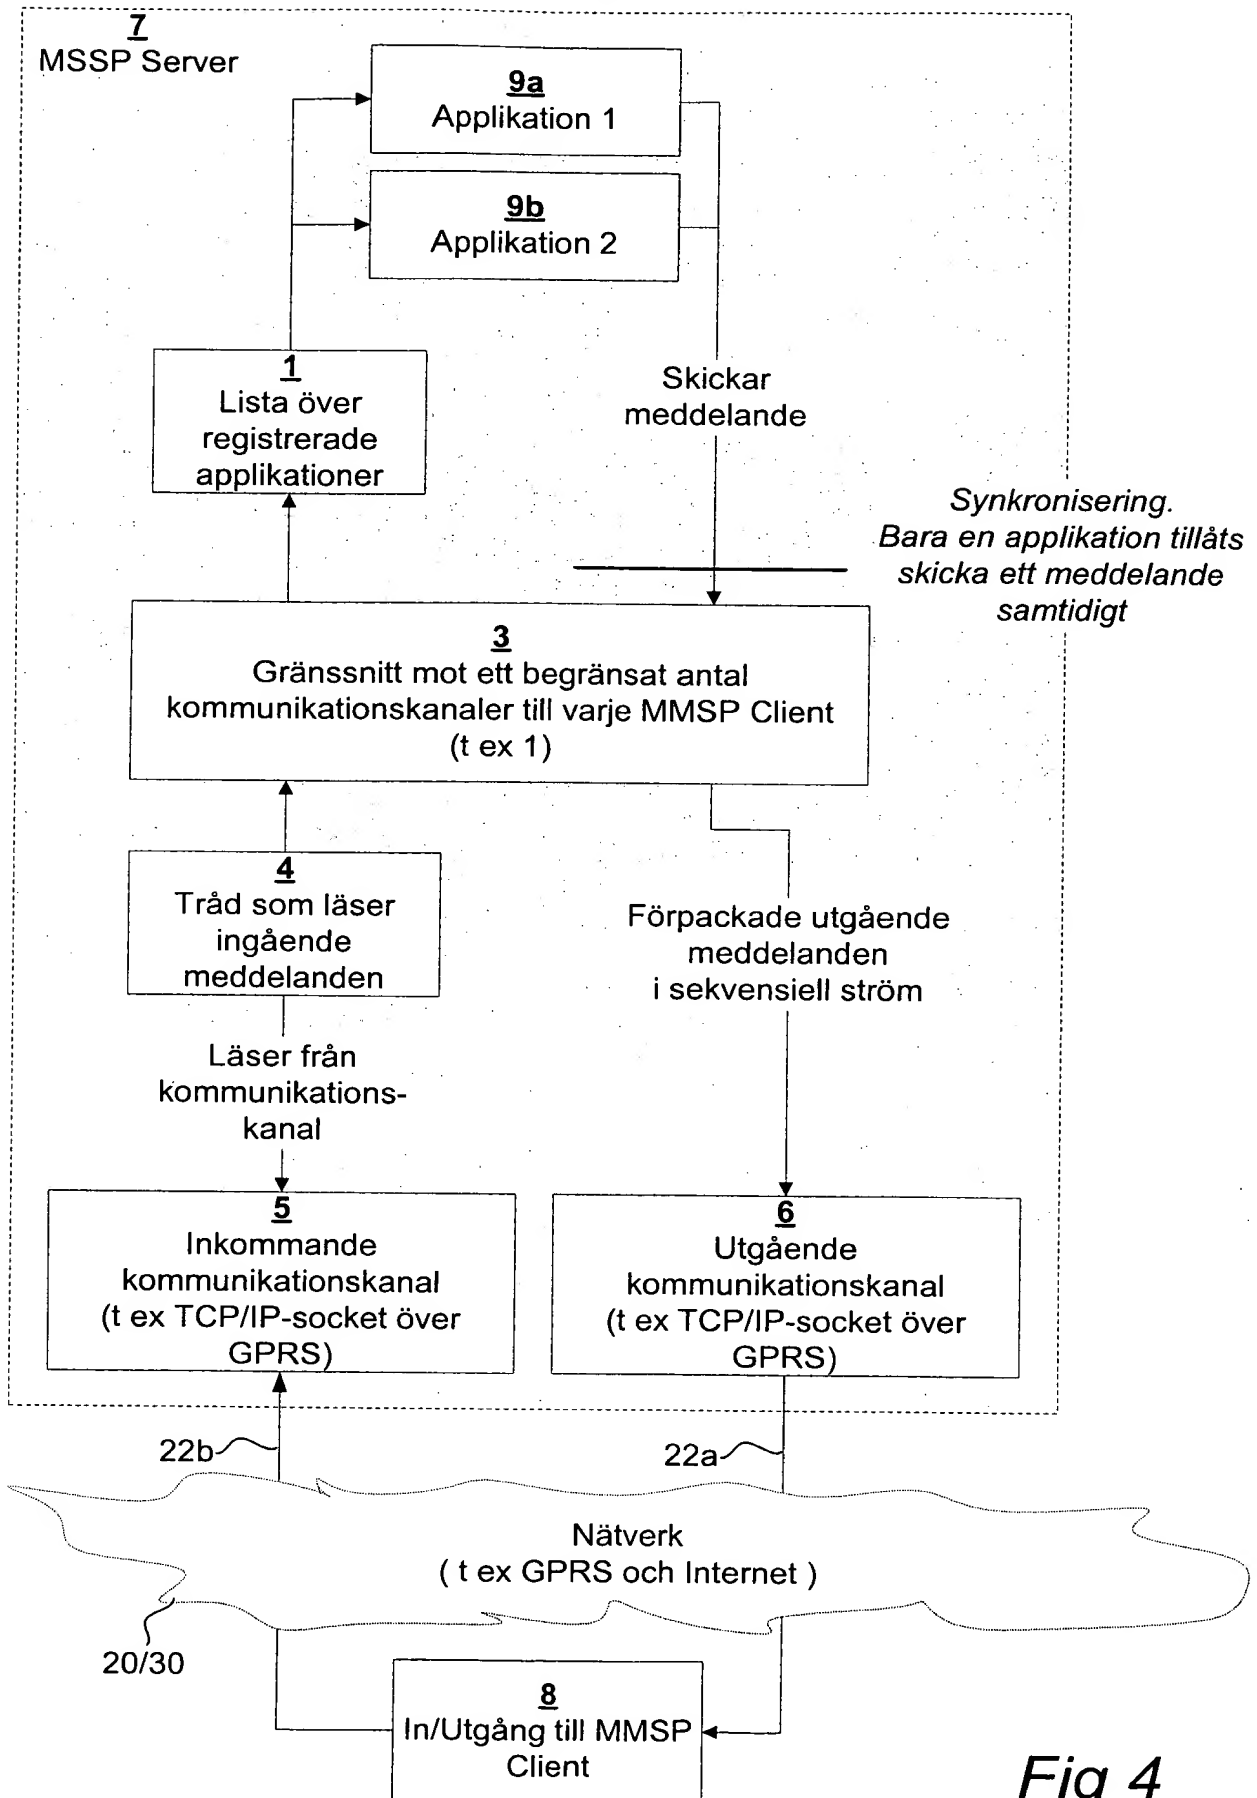 7
MSSP Server
9a
Applikation 1
9b
Applikation 2
1
Lista över
registrerade
applikationer
Skickar
meddelande
Synkronisering.
Bara en applikation tillåts
skicka ett meddelande
samtidigt
3
Gränssnitt mot ett begränsat antal
kommunikationskanaler till varje MMSP Client
(t ex 1)
4
Tråd som läser
ingående
meddelanden
Förpackade utgående
meddelanden
i sekvensiell ström
Läser från
kommunikations-
kanal
5
Inkommande
kommunikationskanal
(t ex TCP/IP-socket över
GPRS)
6
Utgående
kommunikationskanal
(t ex TCP/IP-socket över
GPRS)
22b
22a
Nätverk
( t ex GPRS och Internet )
20/30
8
In/Utgång till MMSP
Client
Fig 4